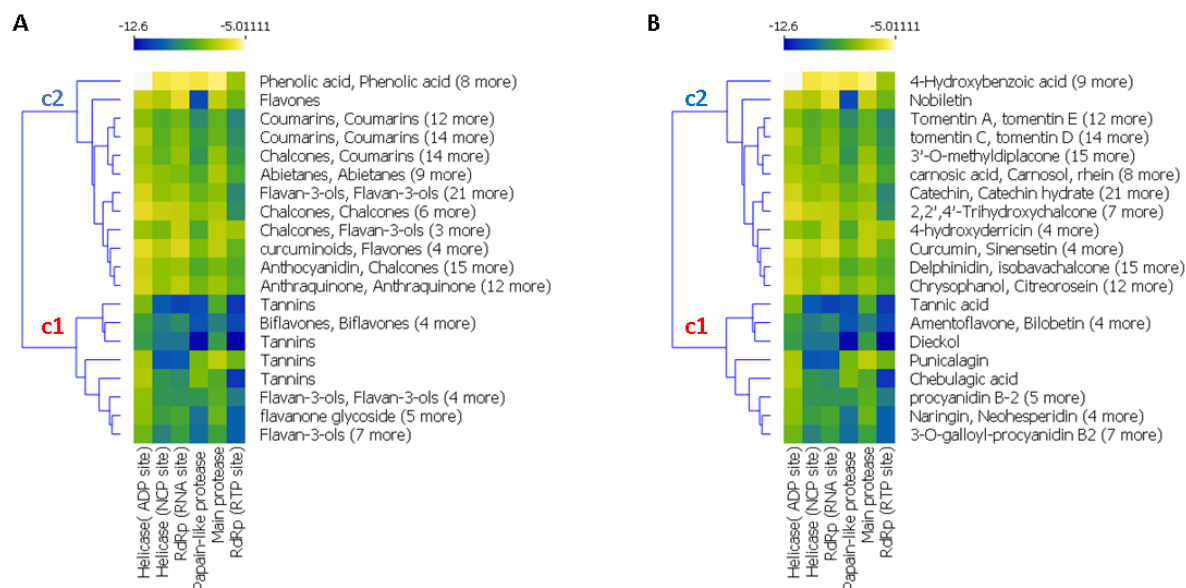 A
-12.6
-5.01111
c2
c1
Phenolic acid, Phenolic acid (8 more)
Flavones
Coumarins, Coumarins (12 more)
Coumarins, Coumarins (14 more)
Chalcones, Coumarins (14 more)
Abietanes, Abietanes (9 more)
Flavan-3-ols, Flavan-3-ols (21 more)
Chalcones, Chalcones (6 more)
Chalcones, Flavan-3-ols (3 more)
curcuminoids, Flavones (4 more)
Anthocyanidin, Chalcones (15 more)
Anthraquinone, Anthraquinone (12 more)
Tannins
Biflavones, Biflavones (4 more)
Tannins
Tannins
Tannins
Flavan-3-ols, Flavan-3-ols (4 more)
flavanone glycoside (5 more)
Flavan-3-ols (7 more)
Helicase( ADP site)
Helicase (NCP site)
RdRp (RNA site)
Papain-like protease
Main protease
RdRp (RTP site)
B
-12.6
-5.01111
c2
c1
4-Hydroxybenzoic acid (9 more)
Nobiletin
Tomentin A, tomentin E (12 more)
tomentin C, tomentin D (14 more)
3'-O-methyldiplacone (15 more)
carnosic acid, Carnosol, rhein (8 more)
Catechin, Catechin hydrate (21 more)
2,2',4'-Trihydroxychalcone (7 more)
4-hydroxyderricin (4 more)
Curcumin, Sinensetin (4 more)
Delphinidin, isobavachalcone (15 more)
Chrysophanol, Citreorosein (12 more)
Tannic acid
Amentoflavone, Bilobetin (4 more)
Dieckol
Punicalagin
Chebulagic acid
procyanidin B-2 (5 more)
Naringin, Neohesperidin (4 more)
3-O-galloyl-procyanidin B2 (7 more)
Helicase( ADP site)
Helicase (NCP site)
RdRp (RNA site)
Papain-like protease
Main protease
RdRp (RTP site)